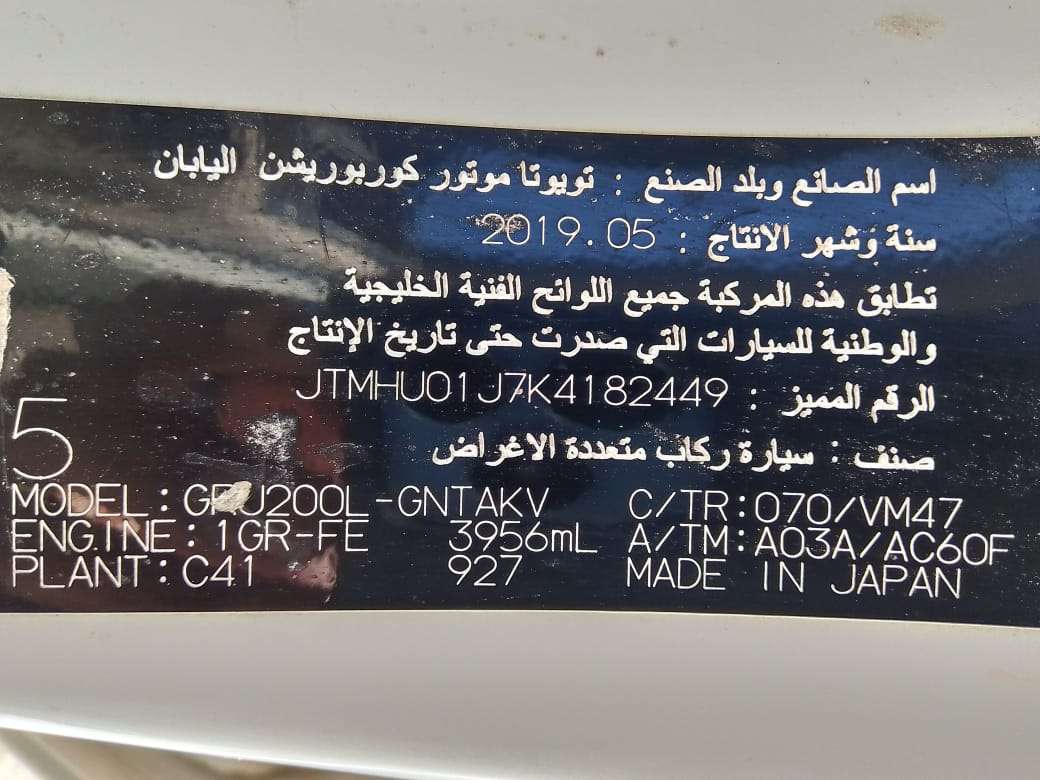 اسم الصانع وبلد الصنع : تويوتا موتور كوربوريشن اليابان
سنة وشهر الانتاج : 2019.05
تطابق هذه المركبة جميع اللوائح الفنية الخليجية
والوطنية للسيارات التي صدرت حتى تاريخ الإنتاج
الرقم المميز : JTMHU01J7K4182449
صنف : سيارة ركاب متعددة الاغراض
5
MODEL: GRJ200L-GNTAKV C/TR:070/VM47
ENGINE: 1GR-FE 3956mL A/TM:A03A/AC60F
PLANT: C41 927 MADE IN JAPAN